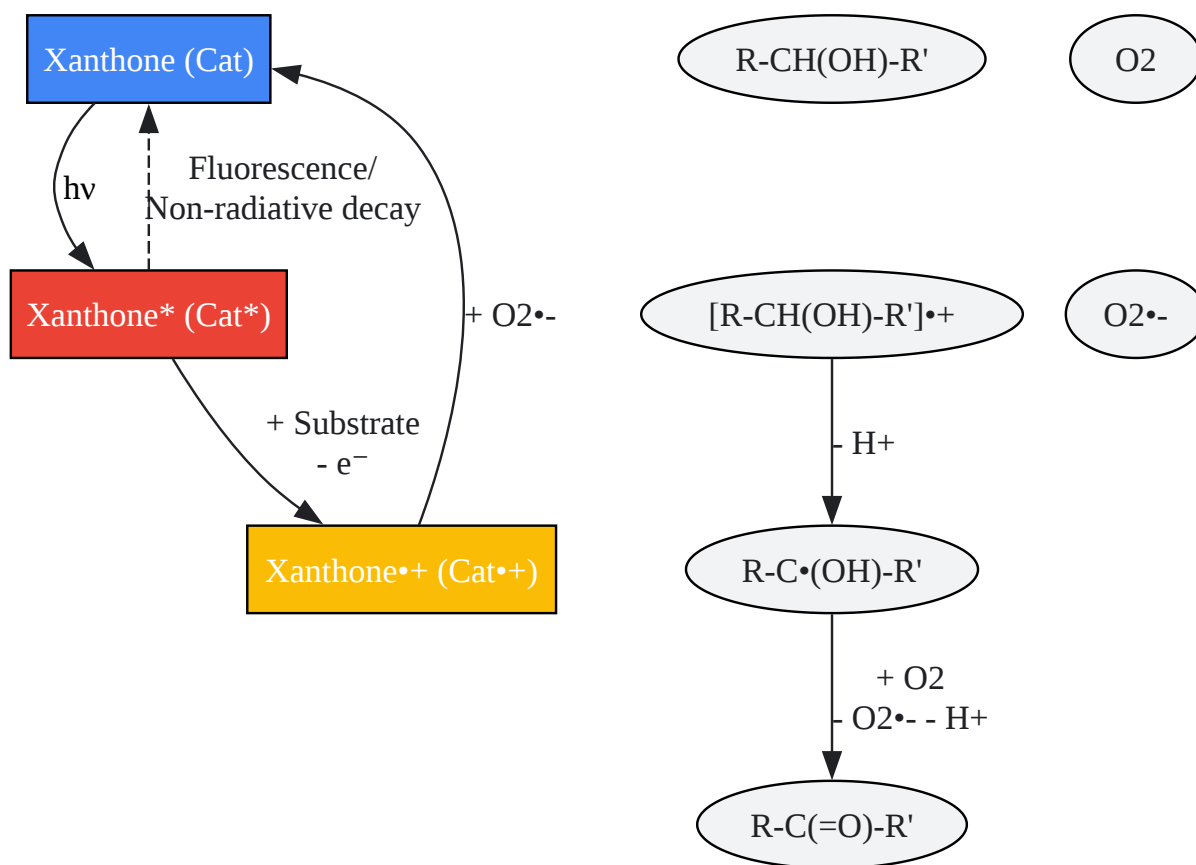 Xanthone (Cat)
R-CH(OH)-R'
O2
Fluorescence/
Non-radiative decay
hν
Xanthone* (Cat*)
+ O2•-
[R-CH(OH)-R']•+
O2•-
+ Substrate
- e⁻
- H+
Xanthone•+ (Cat•+)
R-C•(OH)-R'
+ O2
- O2•- - H+
R-C(=O)-R'